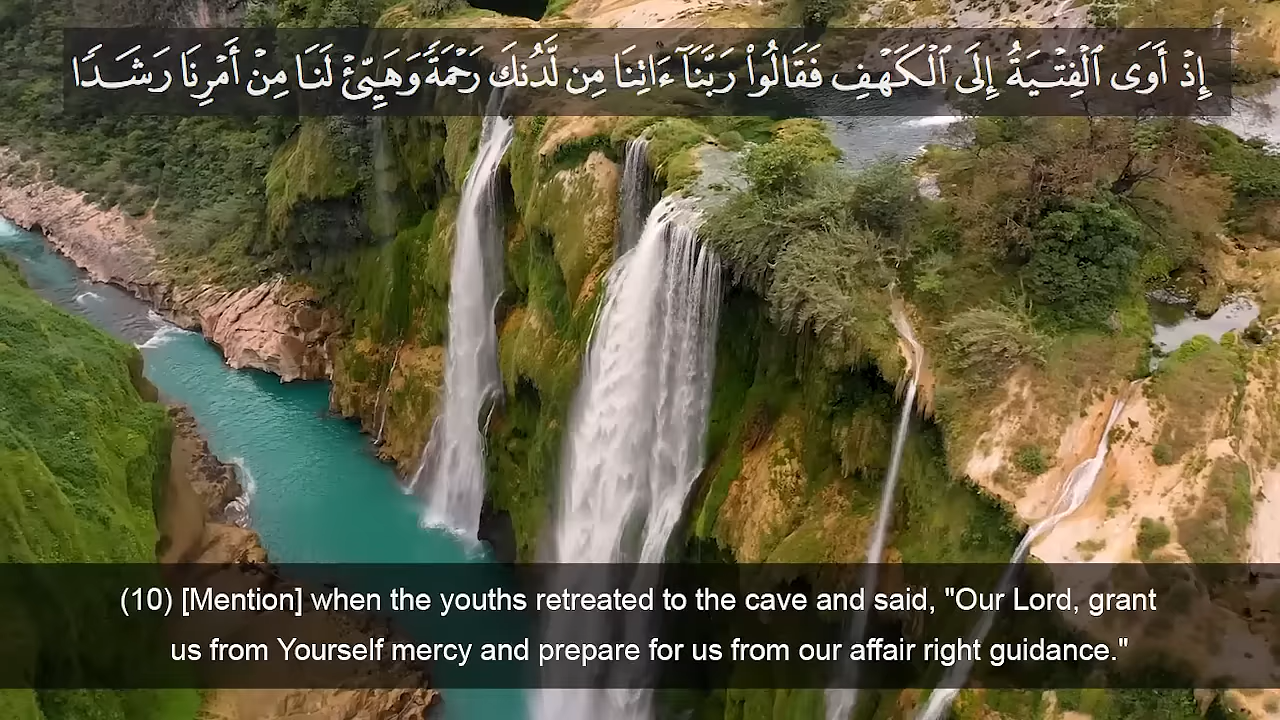 إِذۡ أَوَى ٱلۡفِتۡيَةُ إِلَى ٱلۡكَهۡفِ فَقَالُواْ رَبَّنَآ ءَاتِنَا مِن لَّدُنكَ رَحۡمَةٗ وَهَيِّئۡ لَنَا مِنۡ أَمۡرِنَا رَشَدٗا
(10) [Mention] when the youths retreated to the cave and said, "Our Lord, grant
us from Yourself mercy and prepare for us from our affair right guidance."